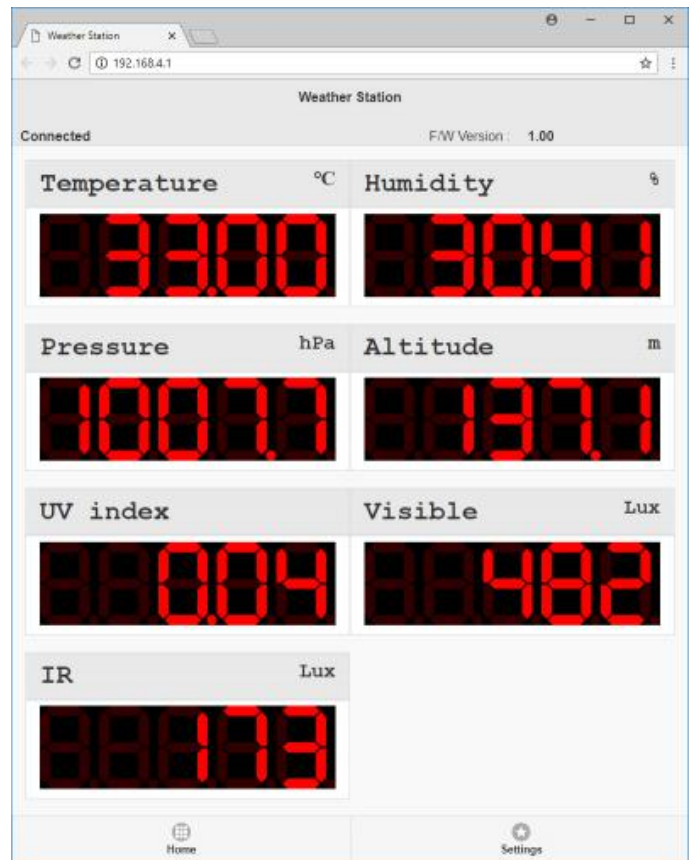 Weather Station
192.168.4.1
Weather Station
Connected F/W Version : 1.00
Temperature °C Humidity %
33.00 30.41
Pressure hPa Altitude m
1007.7 137.1
UV index Visible Lux
0.04 482
IR Lux
173
Home Settings